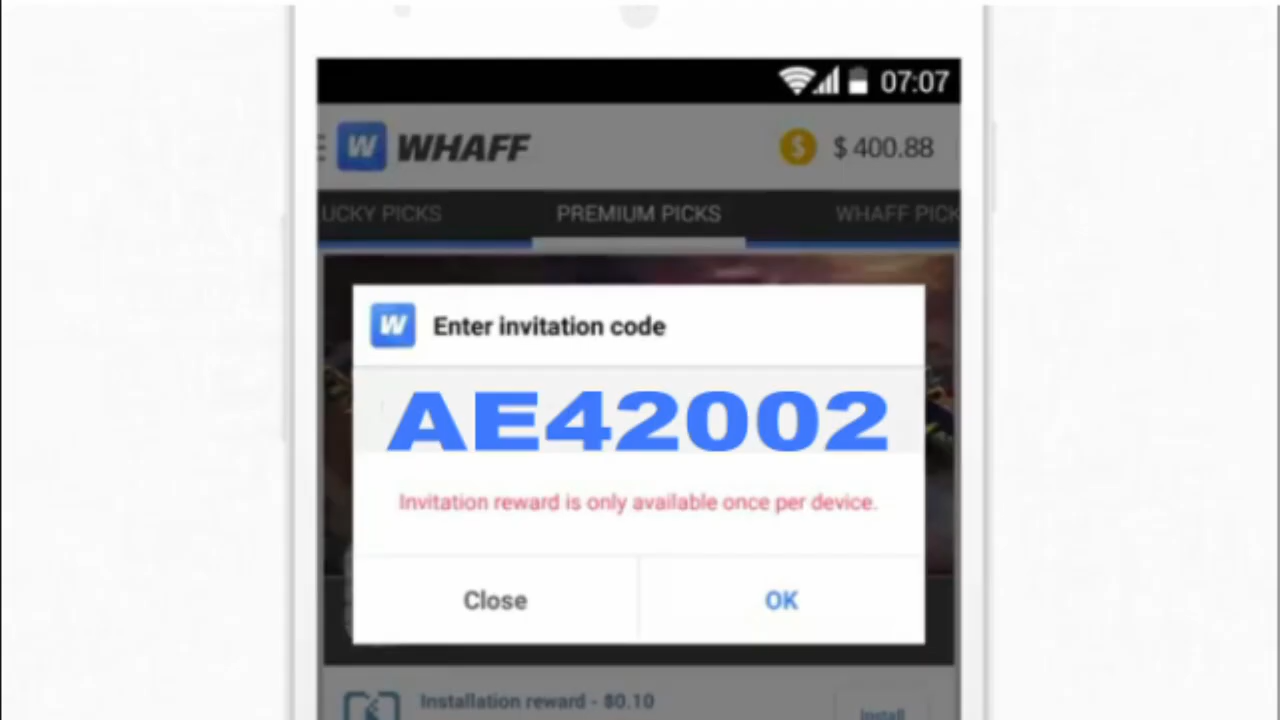 07:07
W WHAFF $ $ 400.88
UCKY PICKS PREMIUM PICKS WHAFF PICK
W Enter invitation code
AE42002
Invitation reward is only available once per device.
Close OK
Installation reward - $0.10
Install